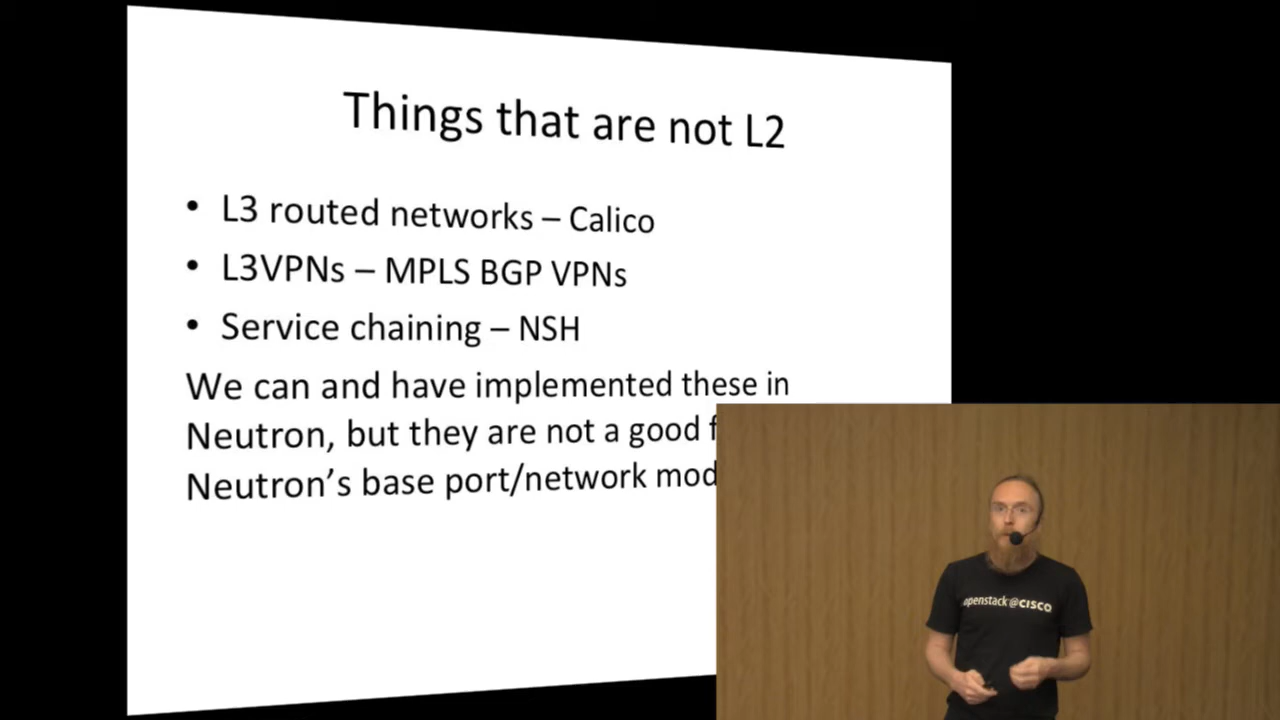 Things that are not L2
• L3 routed networks – Calico
• L3VPNs – MPLS BGP VPNs
• Service chaining – NSH
We can and have implemented these in
Neutron, but they are not a good
Neutron’s base port/network
openstack@CISCO